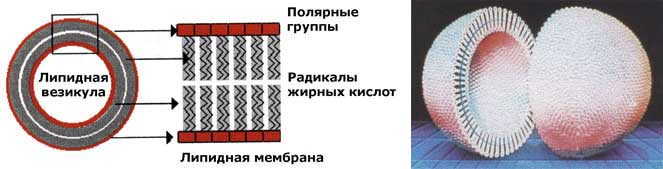 Липидная
везикула
Полярные
группы
Радикалы
жирных кислот
Липидная мембрана